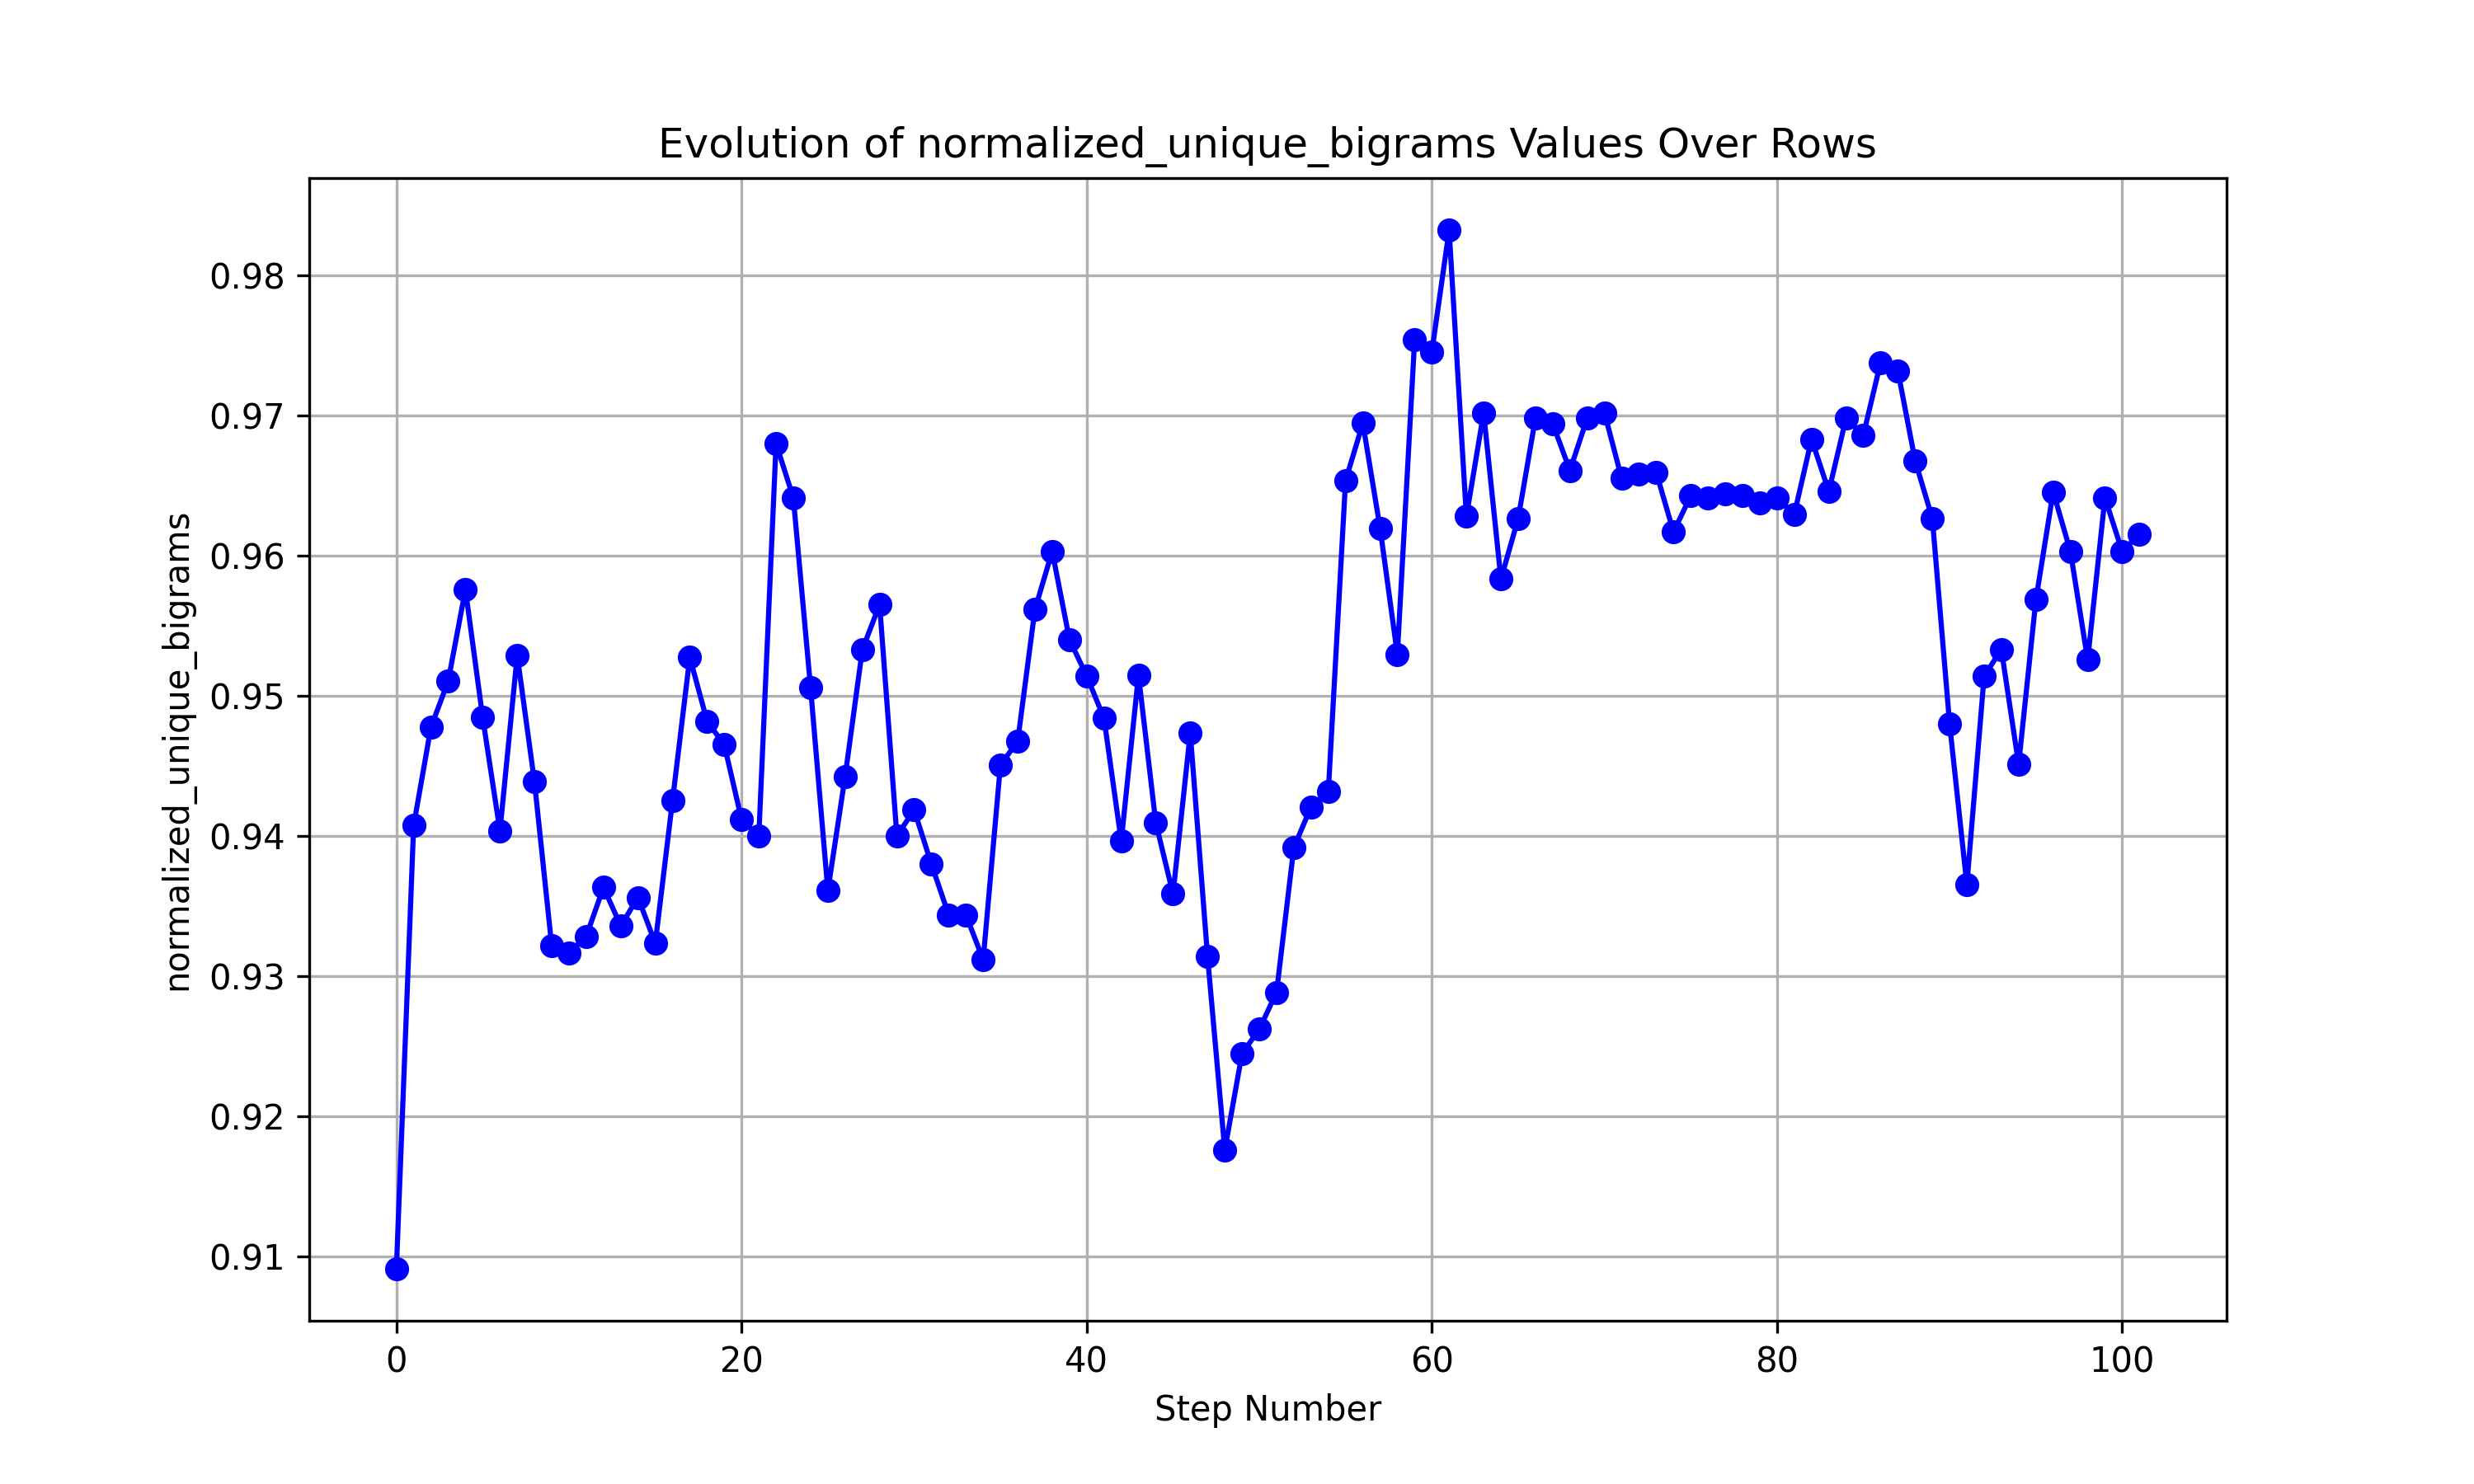 Evolution of normalized_unique_bigrams Values Over Rows
normalized_unique_bigrams
0.98
0.97
0.96
0.95
0.94
0.93
0.92
0.91
0 20 40 60 80 100
Step Number